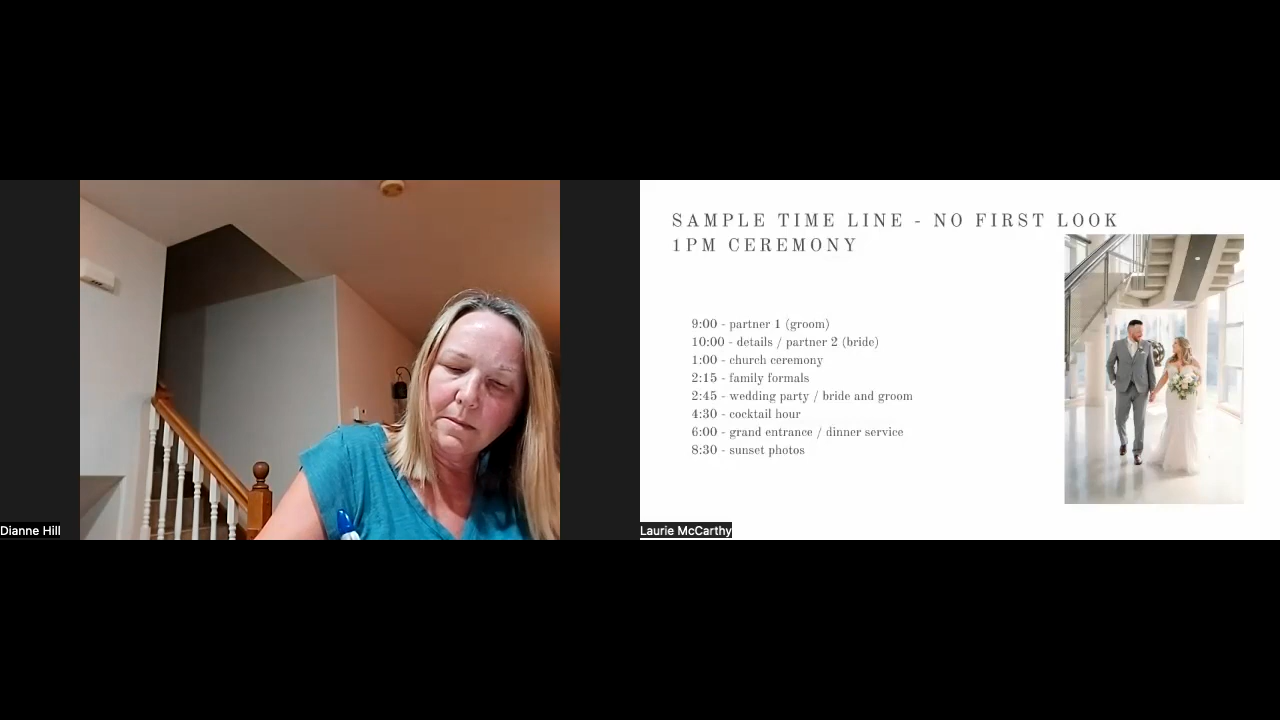 SAMPLE TIME LINE - NO FIRST LOOK
1PM CEREMONY
9:00 - partner 1 (groom)
10:00 - details / partner 2 (bride)
1:00 - church ceremony
2:15 - family formals
2:45 - wedding party / bride and groom
4:30 - cocktail hour
6:00 - grand entrance / dinner service
8:30 - sunset photos
Dianne Hill
Laurie McCarthy